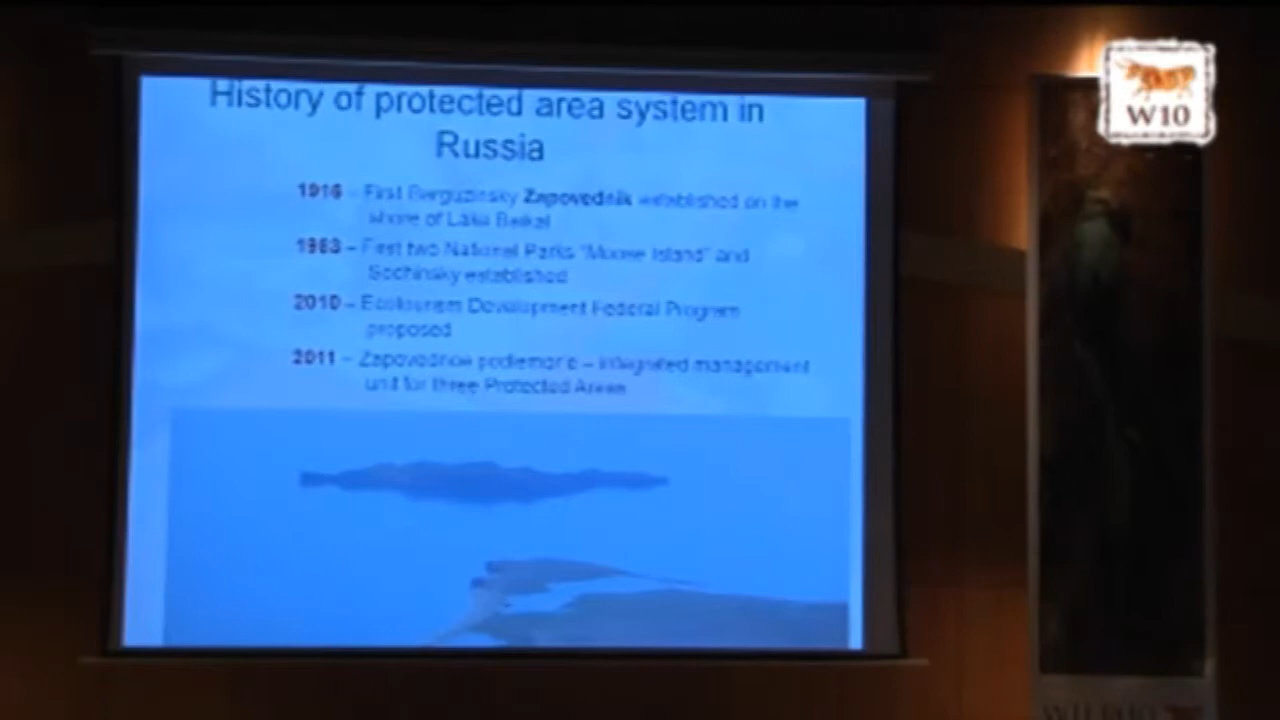 History of protected area system in
Russia
1916 – First Barguzinsky Zapovednik established on the
shore of Lake Baikal
1983 – First two National Parks "Moose Island" and
Sochinsky established
2010 – Ecotourism Development Federal Program
proposed
2011 – Zapovednoe podlemorie – integrated management
unit for three Protected Areas
W10